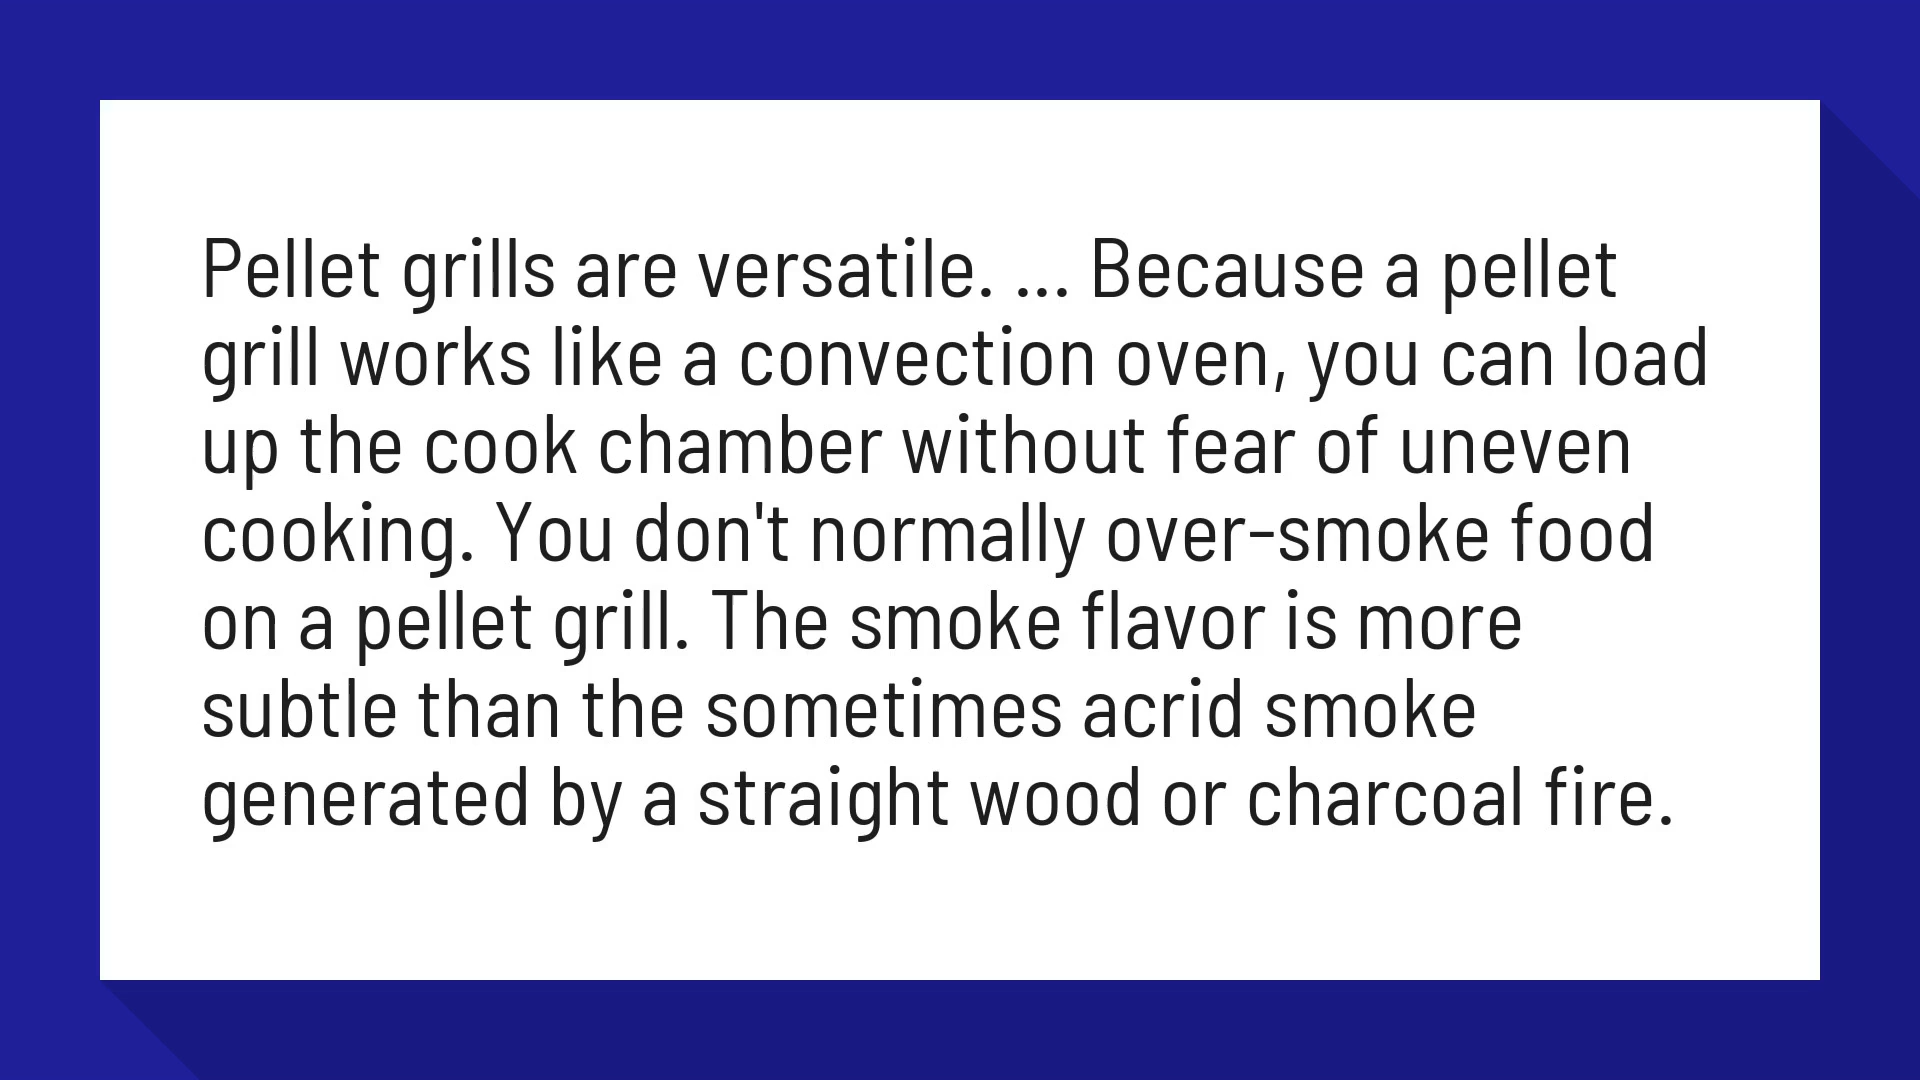 Pellet grills are versatile. ... Because a pellet
grill works like a convection oven, you can load
up the cook chamber without fear of uneven
cooking. You don't normally over-smoke food
on a pellet grill. The smoke flavor is more
subtle than the sometimes acrid smoke
generated by a straight wood or charcoal fire.